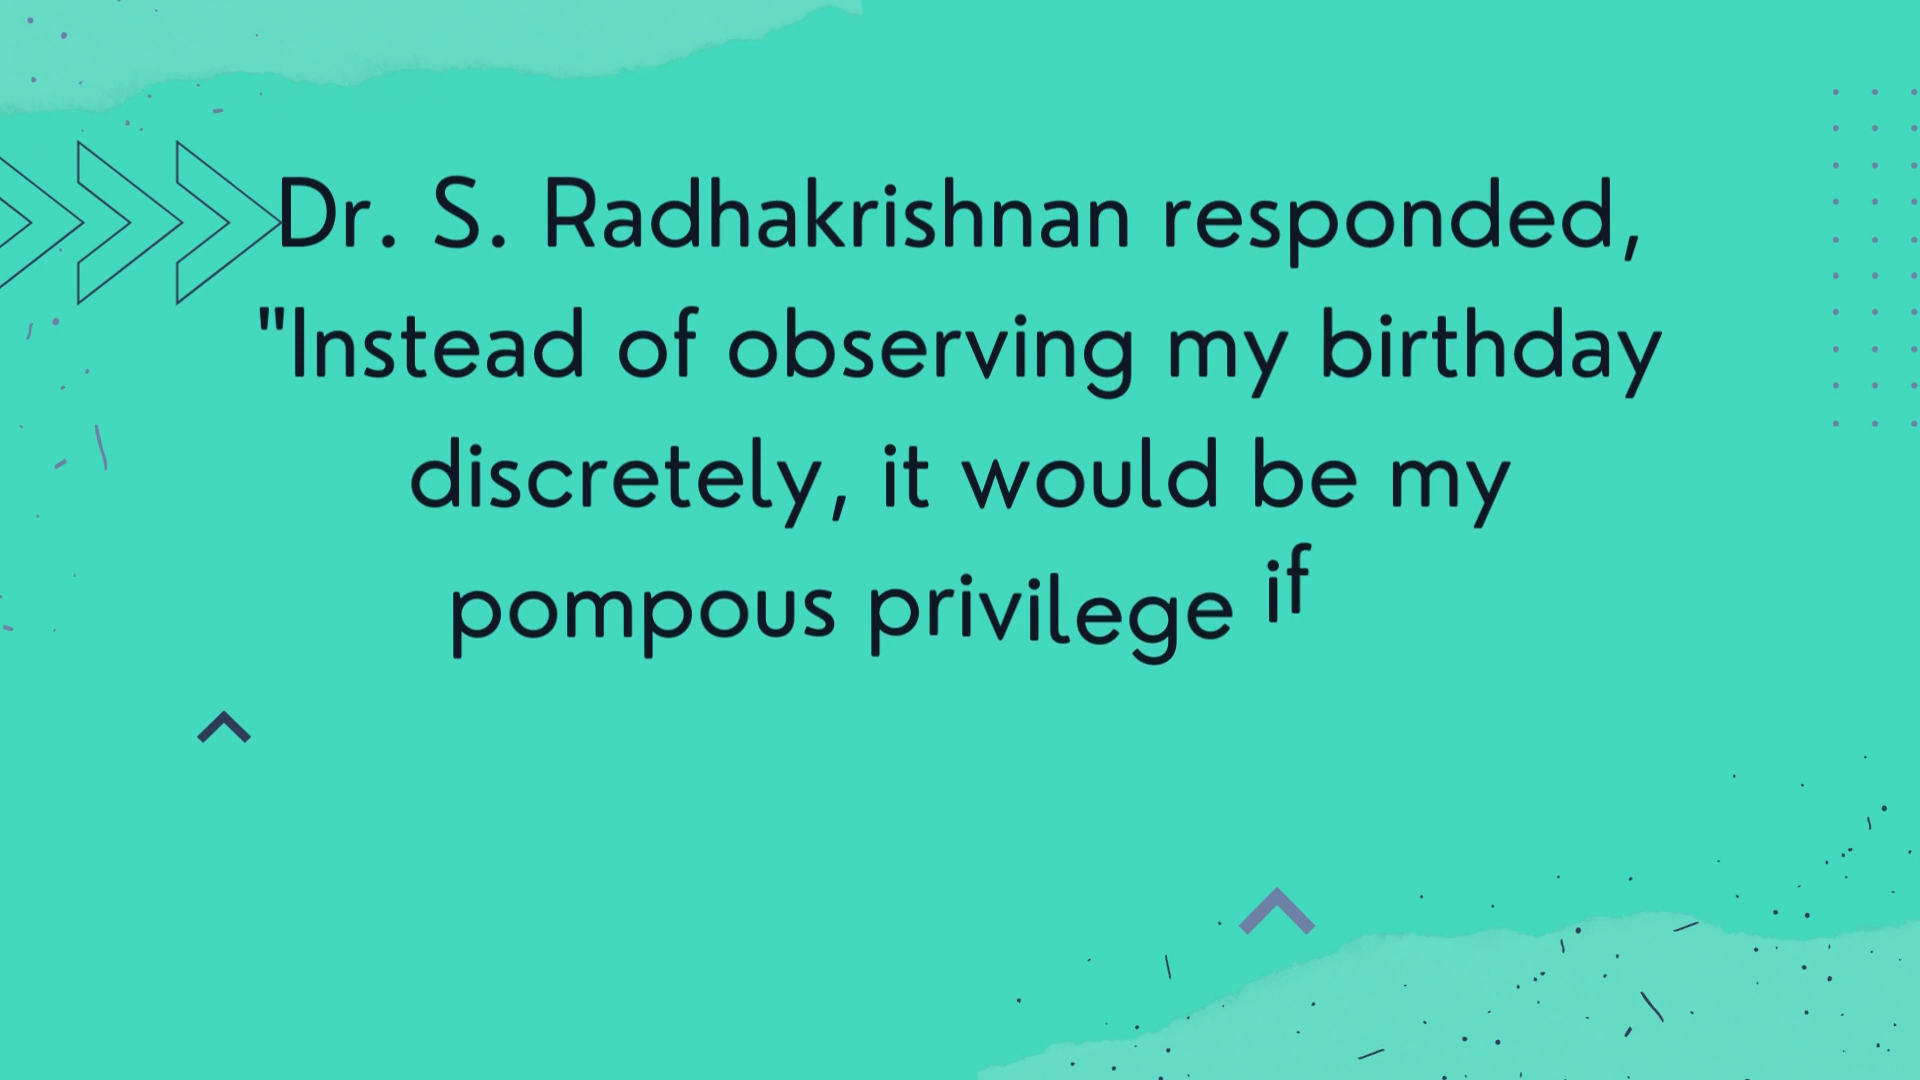 Dr. S. Radhakrishnan responded,
"Instead of observing my birthday
discretely, it would be my
pompous privilege if